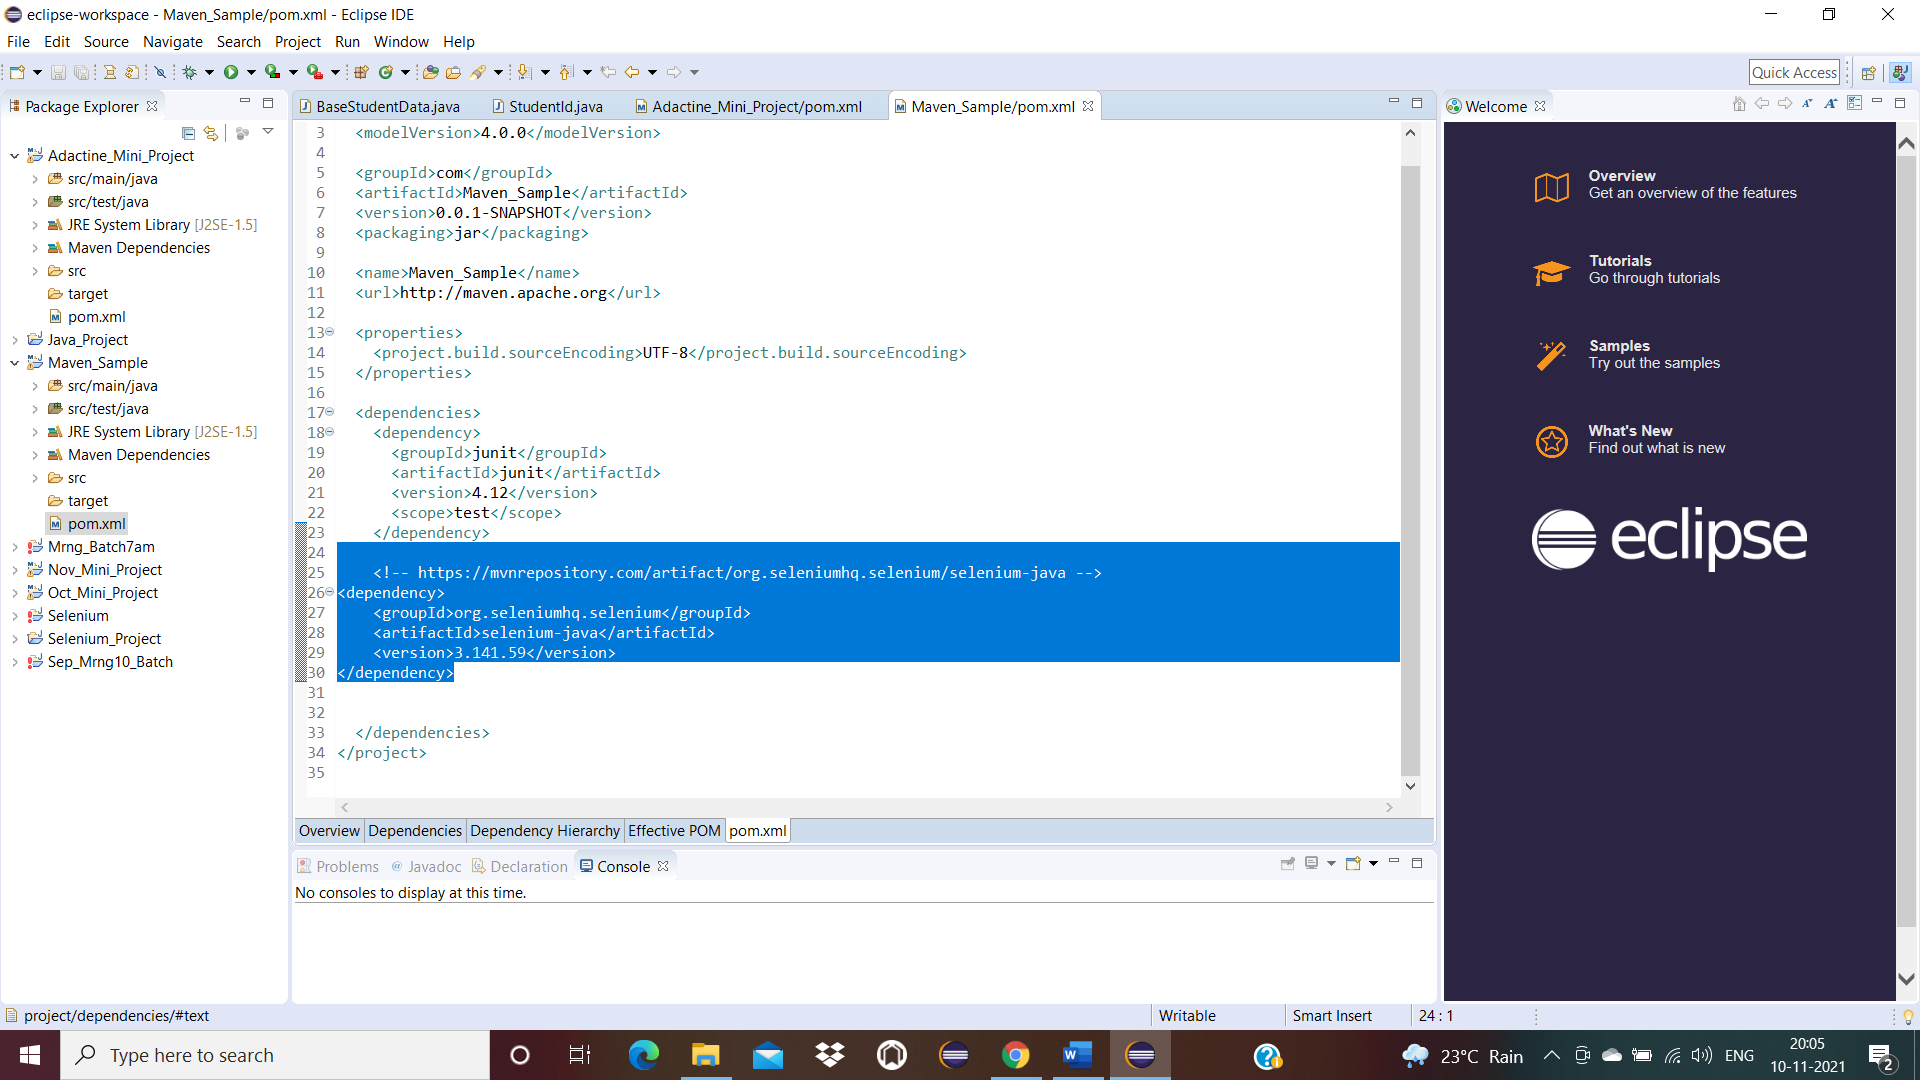 eclipse-workspace - Maven_Sample/pom.xml - Eclipse IDE
File Edit Source Navigate Search Project Run Window Help
Quick Access
Package Explorer
Adactine_Mini_Project
src/main/java
src/test/java
JRE System Library [J2SE-1.5]
Maven Dependencies
src
target
pom.xml
Java_Project
Maven_Sample
src/main/java
src/test/java
JRE System Library [J2SE-1.5]
Maven Dependencies
src
target
pom.xml
Mrng_Batch7am
Nov_Mini_Project
Oct_Mini_Project
Selenium
Selenium_Project
Sep_Mrng10_Batch
BaseStudentData.java StudentId.java Adactine_Mini_Project/pom.xml Maven_Sample/pom.xml
3 <modelVersion>4.0.0</modelVersion>
4
5 <groupId>com</groupId>
6 <artifactId>Maven_Sample</artifactId>
7 <version>0.0.1-SNAPSHOT</version>
8 <packaging>jar</packaging>
9
10 <name>Maven_Sample</name>
11 <url>http://maven.apache.org</url>
12
13 <properties>
14 <project.build.sourceEncoding>UTF-8</project.build.sourceEncoding>
15 </properties>
16
17 <dependencies>
18 <dependency>
19 <groupId>junit</groupId>
20 <artifactId>junit</artifactId>
21 <version>4.12</version>
22 <scope>test</scope>
23 </dependency>
24
25 <!-- https://mvnrepository.com/artifact/org.seleniumhq.selenium/selenium-java -->
26 <dependency>
27 <groupId>org.seleniumhq.selenium</groupId>
28 <artifactId>selenium-java</artifactId>
29 <version>3.141.59</version>
30 </dependency>
31
32
33 </dependencies>
34 </project>
35
Overview Dependencies Dependency Hierarchy Effective POM pom.xml
Problems @ Javadoc Declaration Console
No consoles to display at this time.
Welcome
Overview
Get an overview of the features
Tutorials
Go through tutorials
Samples
Try out the samples
What's New
Find out what is new
eclipse
project/dependencies/#text Writable Smart Insert 24 : 1
Type here to search
23°C Rain
ENG
20:05
10-11-2021
2